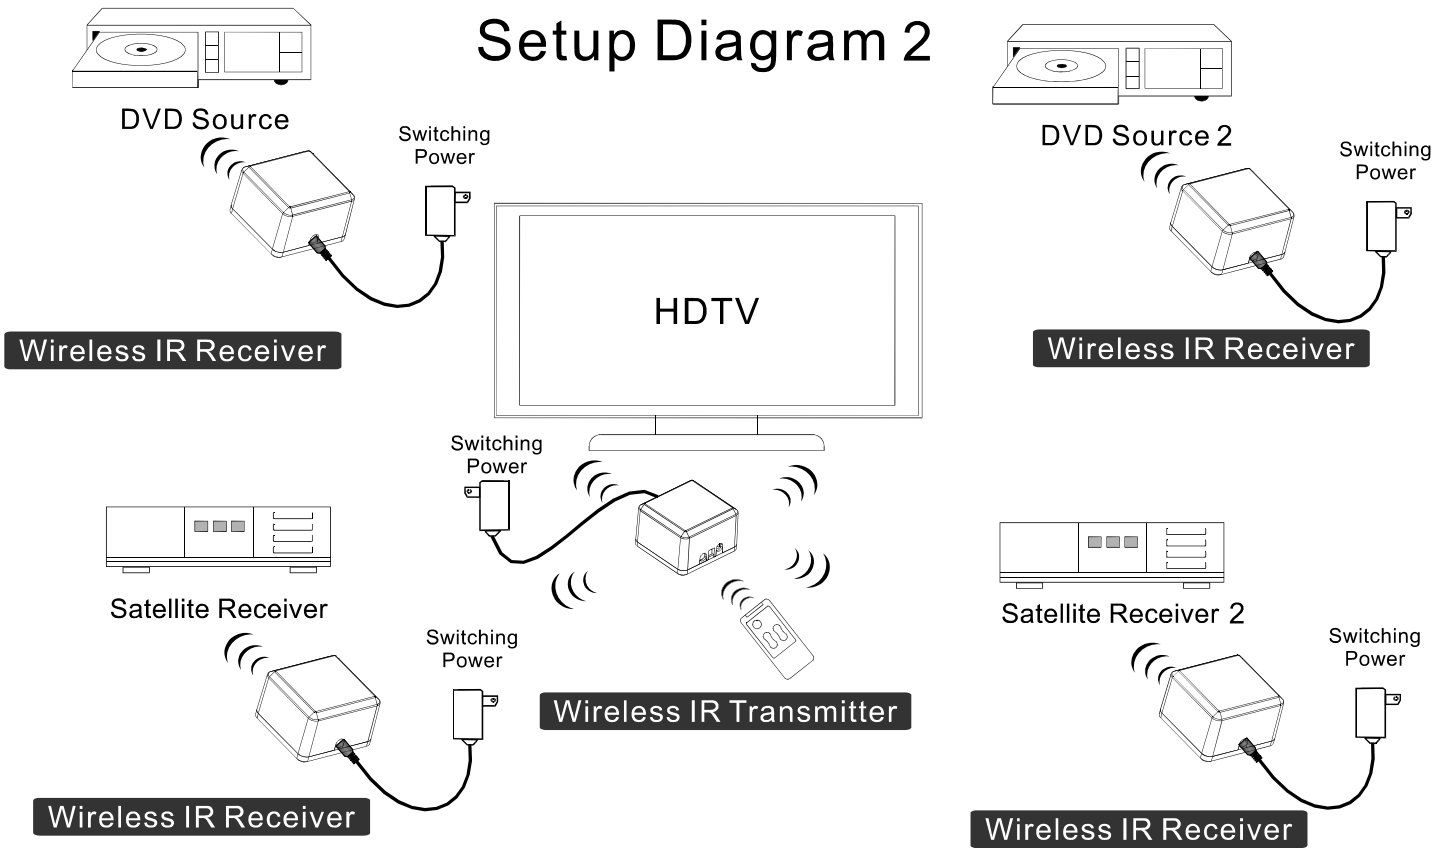 Setup Diagram 2
DVD Source
Switching
Power
Wireless IR Receiver
DVD Source 2
Switching
Power
Wireless IR Receiver
HDTV
Switching
Power
Wireless IR Transmitter
Satellite Receiver
Switching
Power
Wireless IR Receiver
Satellite Receiver 2
Switching
Power
Wireless IR Receiver